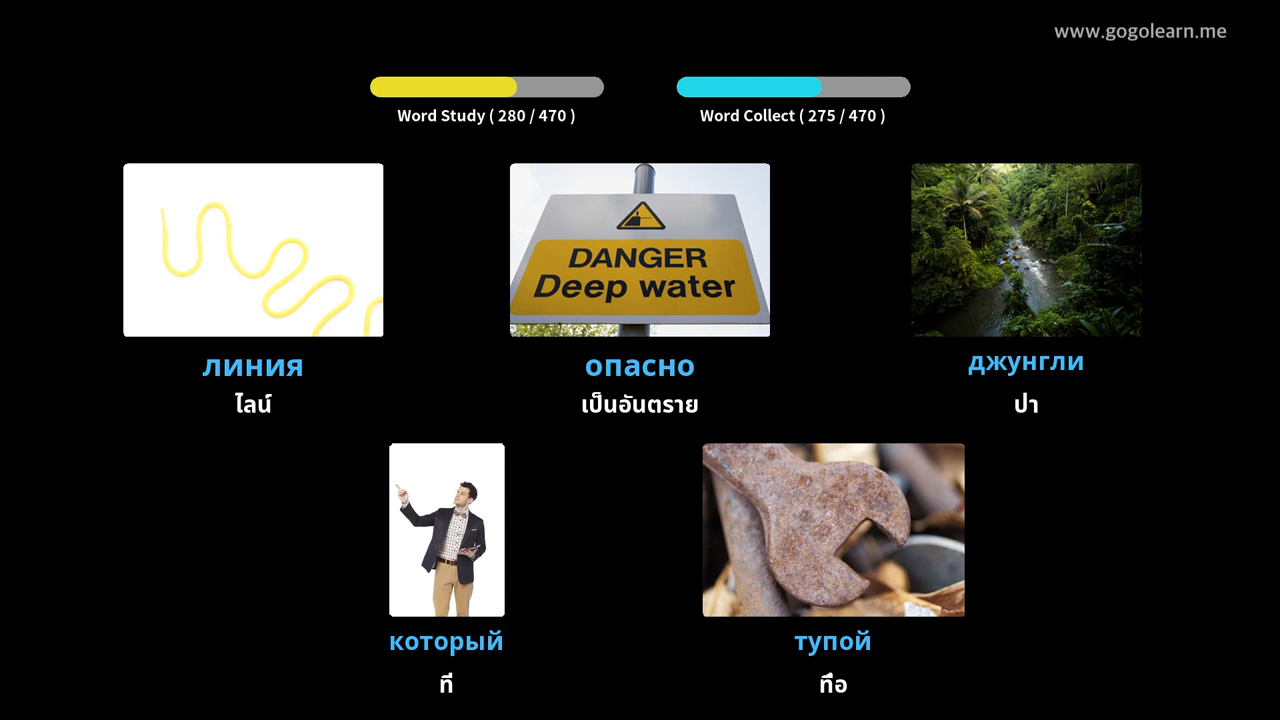 www.gogolearn.me
Word Study ( 280 / 470 )
Word Collect ( 275 / 470 )
DANGER
Deep water
линия
опасно
джунгли
ไลน์
เป็นอันตราย
ป่า
который
тупой
ที่
ทื่อ